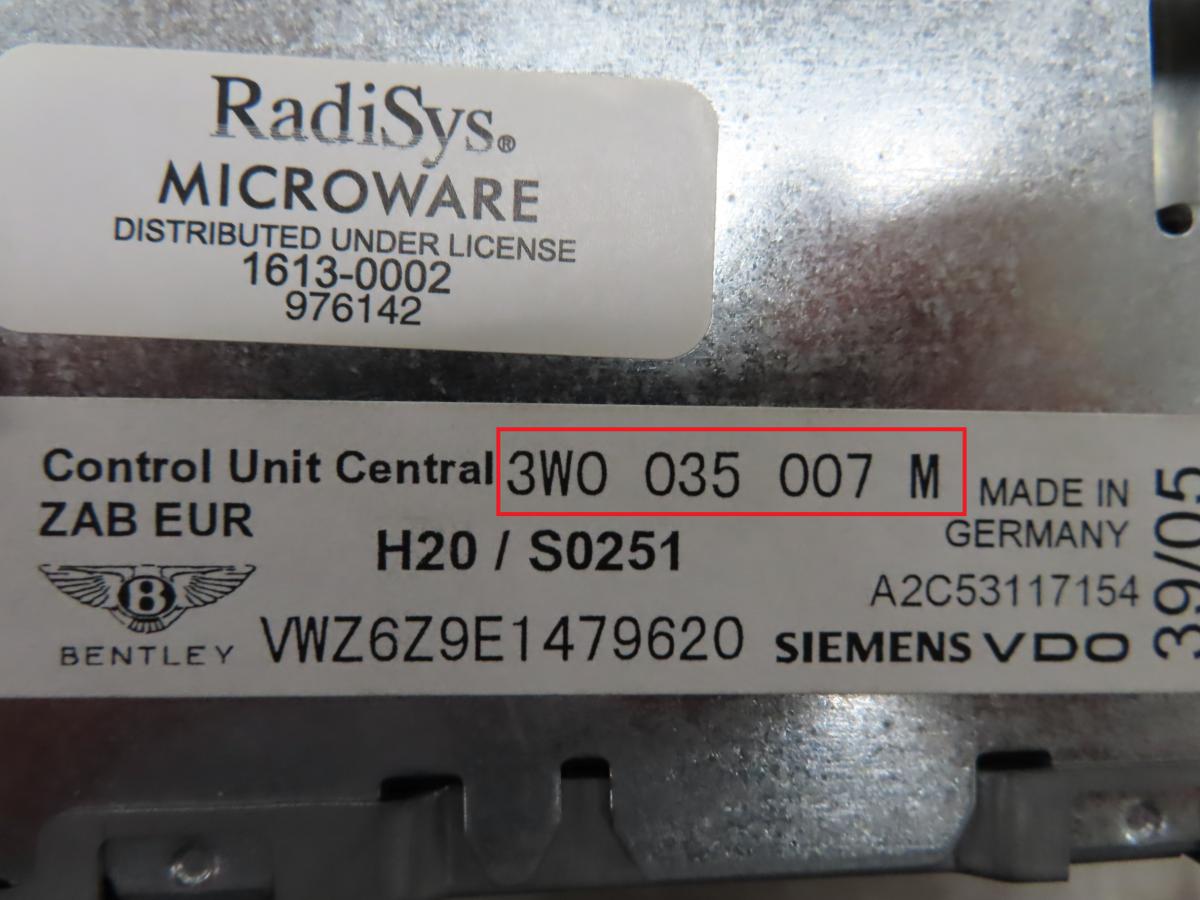 RadiSys®
MICROWARE
DISTRIBUTED UNDER LICENSE
1613-0002
976142
Control Unit Central 3W0 035 007 M
ZAB EUR
H20 / S0251
MADE IN
GERMANY
A2C53117154
B
BENTLEY
VWZ6Z9E1479620
SIEMENS VDO
39/05